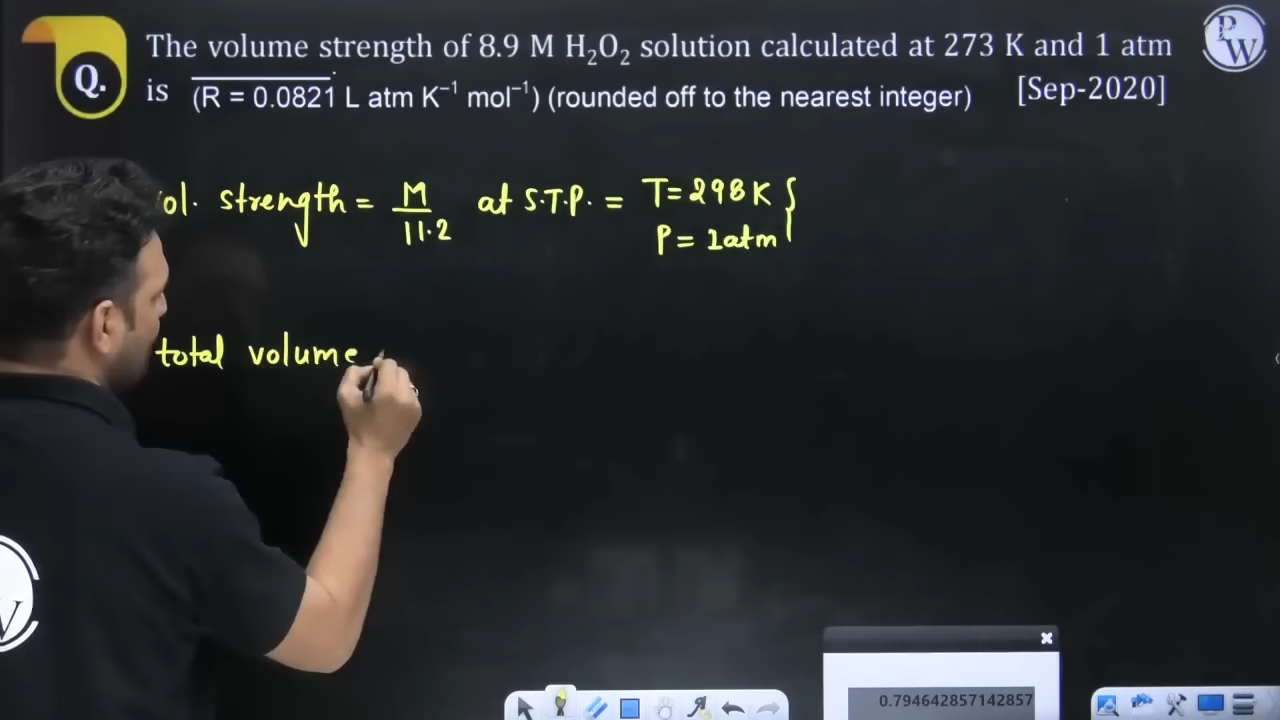 Q.
The volume strength of 8.9 M H₂O₂ solution calculated at 273 K and 1 atm
is (R = 0.0821 L atm K⁻¹ mol⁻¹) (rounded off to the nearest integer) [Sep-2020]
PW
ol. strength = M/11.2 at S.T.P. = T=298K
P = 1atm
total volume
W
0.794642857142857